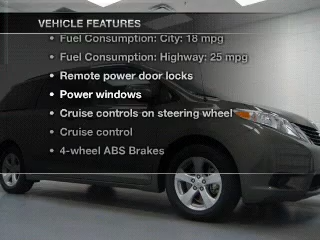 VEHICLE FEATURES
• Fuel Consumption: City: 18 mpg
• Fuel Consumption: Highway: 25 mpg
• Remote power door locks
• Power windows
• Cruise controls on steering wheel
• Cruise control
• 4-wheel ABS Brakes